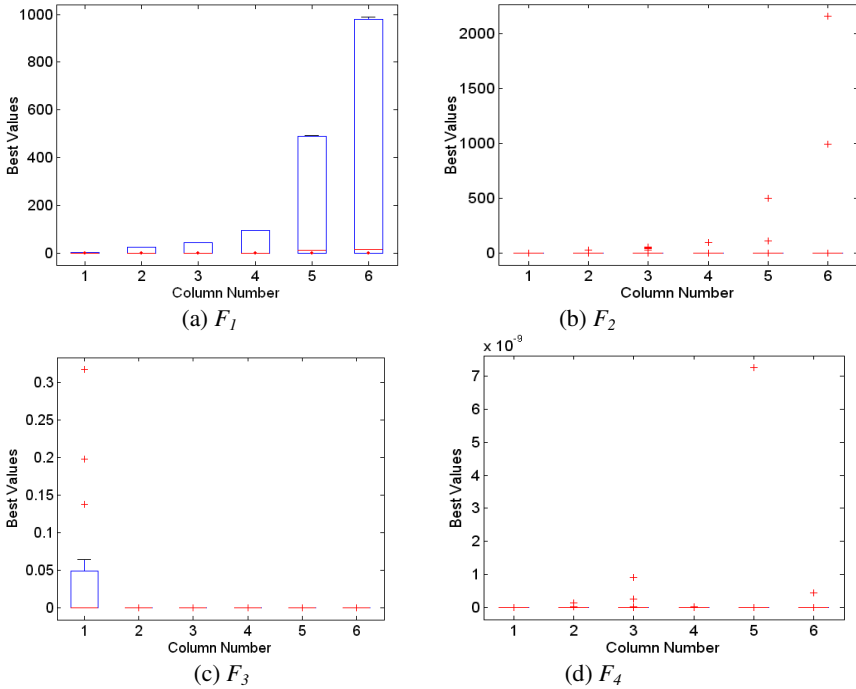 1000
800
600
400
200
0
Best Values
1 2 3 4 5 6
Column Number
(a) F1
2000
1500
1000
500
0
Best Values
1 2 3 4 5 6
Column Number
(b) F2
0.3
0.25
0.2
0.15
0.1
0.05
0
Best Values
1 2 3 4 5 6
Column Number
(c) F3
x 10-9
7
6
5
4
3
2
1
0
Best Values
1 2 3 4 5 6
Column Number
(d) F4